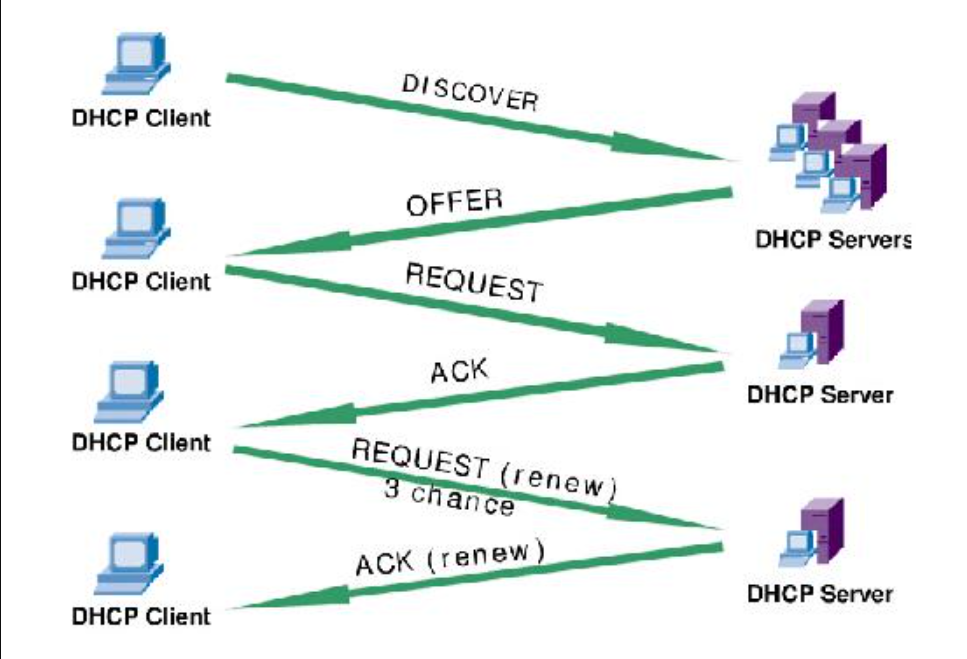 DISCOVER
DHCP Client
OFFER
DHCP Servers
DHCP Client
REQUEST
ACK
DHCP Server
DHCP Client
REQUEST (renew)
3 chance
ACK (renew)
DHCP Server
DHCP Client